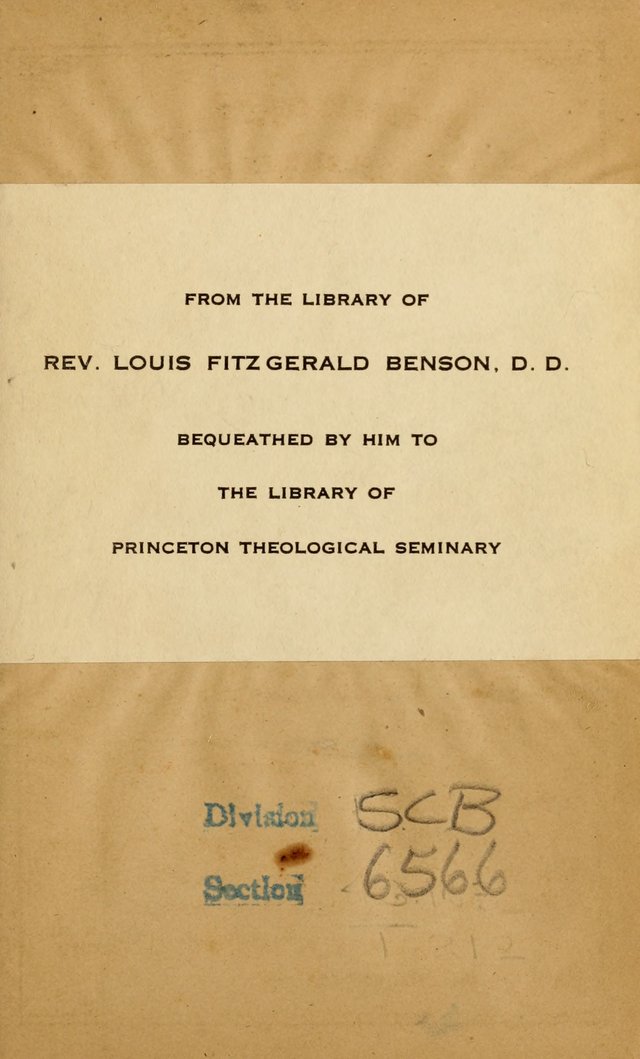 FROM THE LIBRARY OF
REV. LOUIS FITZGERALD BENSON, D. D.
BEQUEATHED BY HIM TO
THE LIBRARY OF
PRINCETON THEOLOGICAL SEMINARY
Division SCB
Section 6566